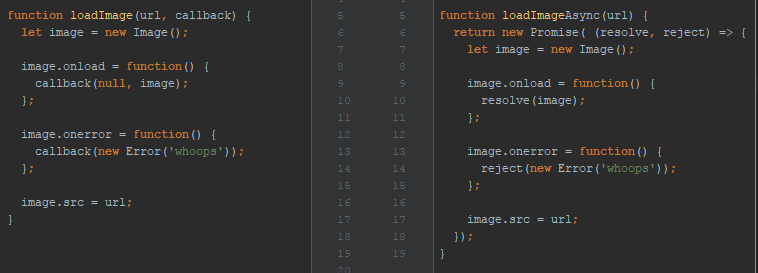 function loadImage(url, callback) {
let image = new Image();
image.onload = function() {
callback(null, image);
};
image.onerror = function() {
callback(new Error('whoops'));
};
image.src = url;
}
5 5
6 6
7 7
8 8
9 9
10 10
11 11
12 12
13 13
14 14
15 15
16 16
17 17
18 18
19 19
20
function loadImageAsync(url) {
return new Promise( (resolve, reject) => {
let image = new Image();
image.onload = function() {
resolve(image);
};
image.onerror = function() {
reject(new Error('whoops'));
};
image.src = url;
});
}